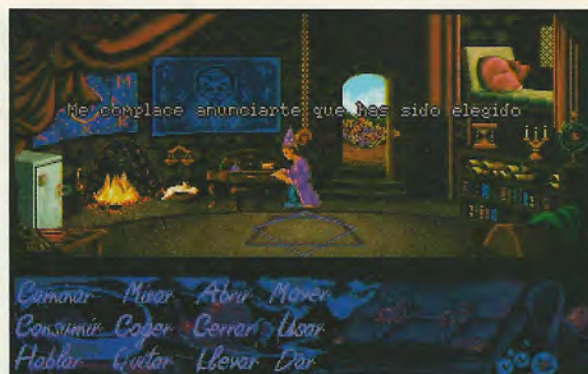 Me complace anunciarte que has sido elegido
Caminar Mirar Abrir Mover
Consumir Coger Cerrar Usar
Hablar Quitar Llevar Dar